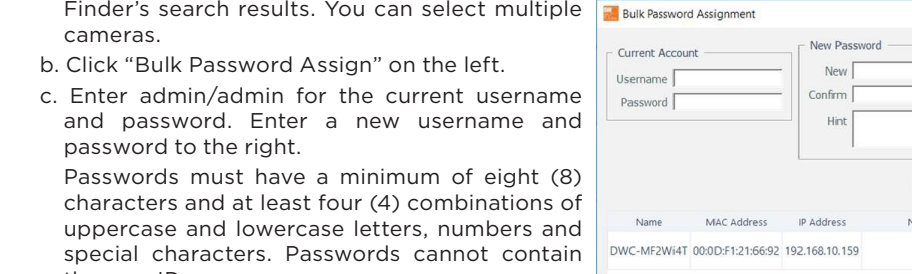 Finder's search results. You can select multiple
cameras.
b. Click "Bulk Password Assign" on the left.
c. Enter admin/admin for the current username
and password. Enter a new username and
password to the right.
Passwords must have a minimum of eight (8)
characters and at least four (4) combinations of
uppercase and lowercase letters, numbers and
special characters. Passwords cannot contain
Bulk Password Assignment
Current Account
Username
Password
New Password
New
Confirm
Hint
Name MAC Address IP Address
DWC-MF2Wi4T 00:0D:F1:21:66:92 192.168.10.159